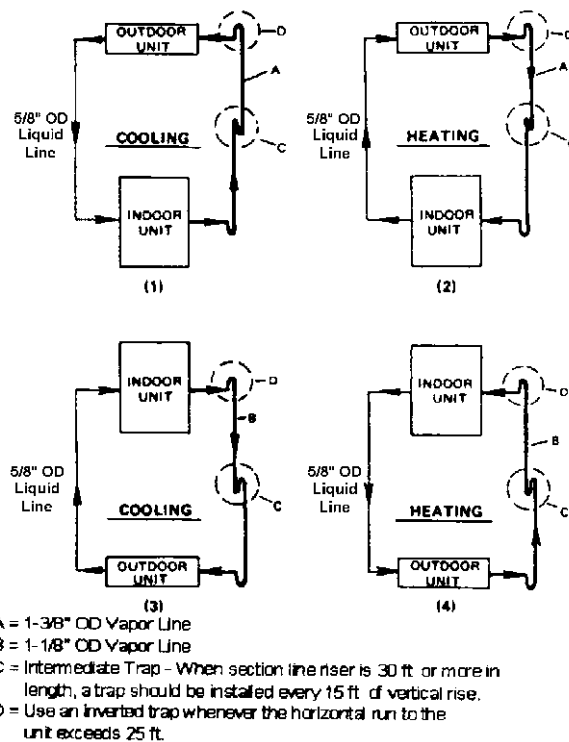 OUTDOOR
UNIT
D
A
5/8" OD
Liquid
Line
COOLING
C
INDOOR
UNIT
(1)
OUTDOOR
UNIT
A
5/8" OD
Liquid
Line
HEATING
INDOOR
UNIT
(2)
INDOOR
UNIT
D
B
5/8" OD
Liquid
Line
COOLING
C
OUTDOOR
UNIT
(3)
INDOOR
UNIT
D
B
5/8" OD
Liquid
Line
HEATING
C
OUTDOOR
UNIT
(4)
A = 1-3/8" OD Vapor Line
B = 1-1/8" OD Vapor Line
C = Intermediate Trap - When section line riser is 30 ft or more in
length, a trap should be installed every 15 ft of vertical rise.
D = Use an inverted trap whenever the horizontal run to the
unit exceeds 25 ft.